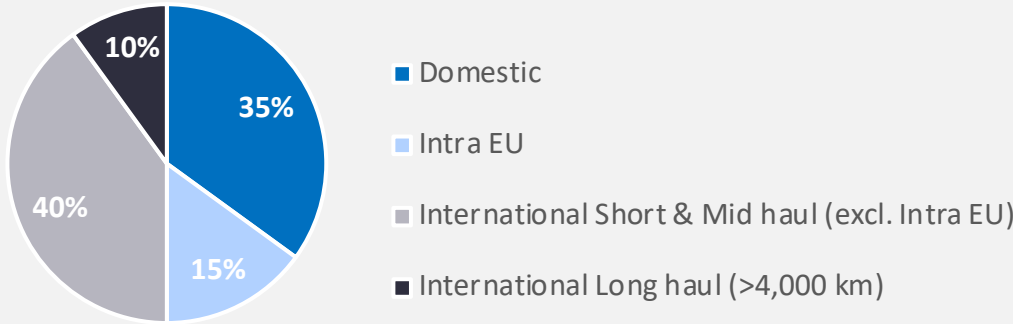 10%
35%
40%
15%
Domestic
Intra EU
International Short & Mid haul (excl. Intra EU)
International Long haul (>4,000 km)